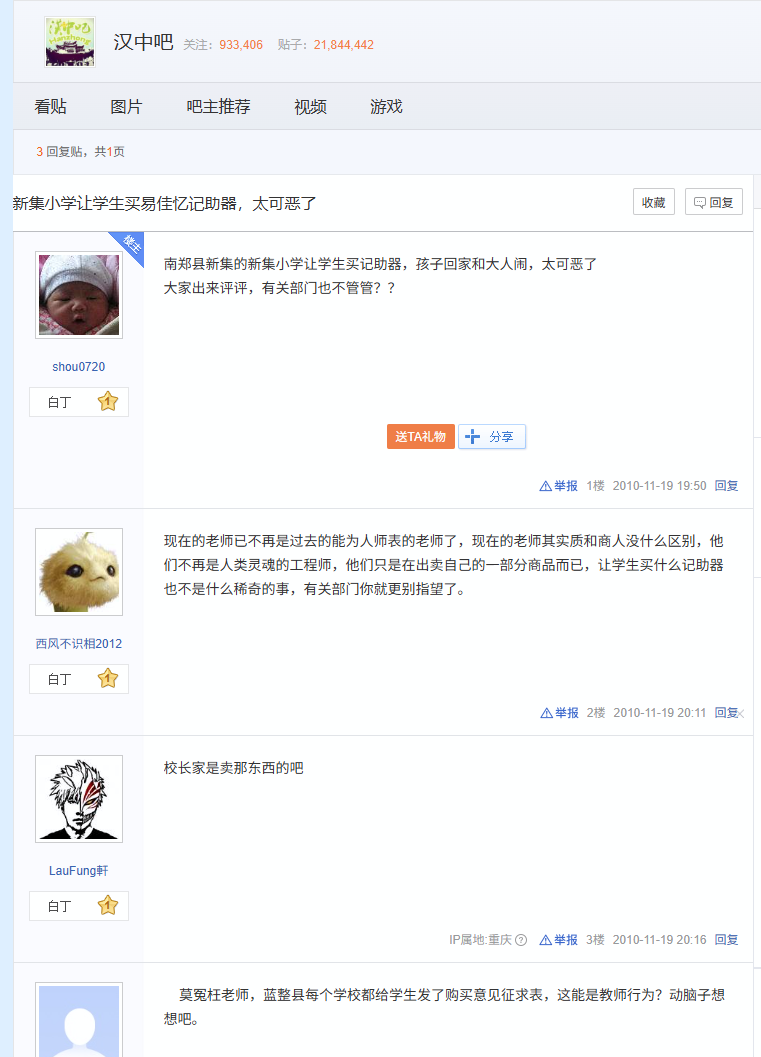 汉中吧 关注：933,406 贴子：21,844,442
看贴 图片 吧主推荐 视频 游戏
3 回复贴，共1页
新集小学让学生买易佳忆记助器，太可恶了 收藏 回复
楼主
南郑县新集的新集小学让学生买记助器，孩子回家和大人闹，太可恶了
大家出来评评，有关部门也不管管？？
shou0720
白丁 1
送TA礼物 分享
举报 1楼 2010-11-19 19:50 回复
现在的老师已不再是过去的能为人师表的老师了，现在的老师其实质和商人没什么区别，他
们不再是人类灵魂的工程师，他们只是在出卖自己的一部分商品而已，让学生买什么记助器
也不是什么稀奇的事，有关部门你就更别指望了。
西风不识相2012
白丁 1
举报 2楼 2010-11-19 20:11 回复
校长家是卖那东西的吧
LauFung軒
白丁 1
IP属地:重庆 举报 3楼 2010-11-19 20:16 回复
莫冤枉老师，蓝整县每个学校都给学生发了购买意见征求表，这能是教师行为？动脑子想
想吧。